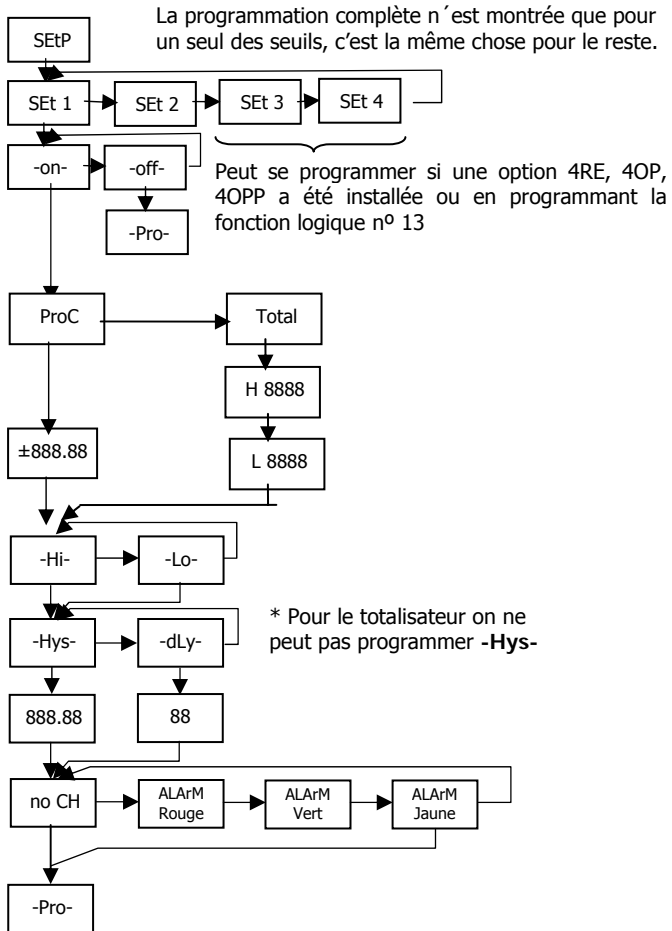 La programmation complète n´est montrée que pour
un seul des seuils, c'est la même chose pour le reste.
SEtP
SEt 1
SEt 2
SEt 3
SEt 4
-on-
-off-
Peut se programmer si une option 4RE, 4OP,
4OPP a été installée ou en programmant la
fonction logique nº 13
-Pro-
ProC
Total
H 8888
±888.88
L 8888
-Hi-
-Lo-
* Pour le totalisateur on ne
peut pas programmer -Hys-
-Hys-
-dLy-
888.88
88
no CH
ALArM
Rouge
ALArM
Vert
ALArM
Jaune
-Pro-